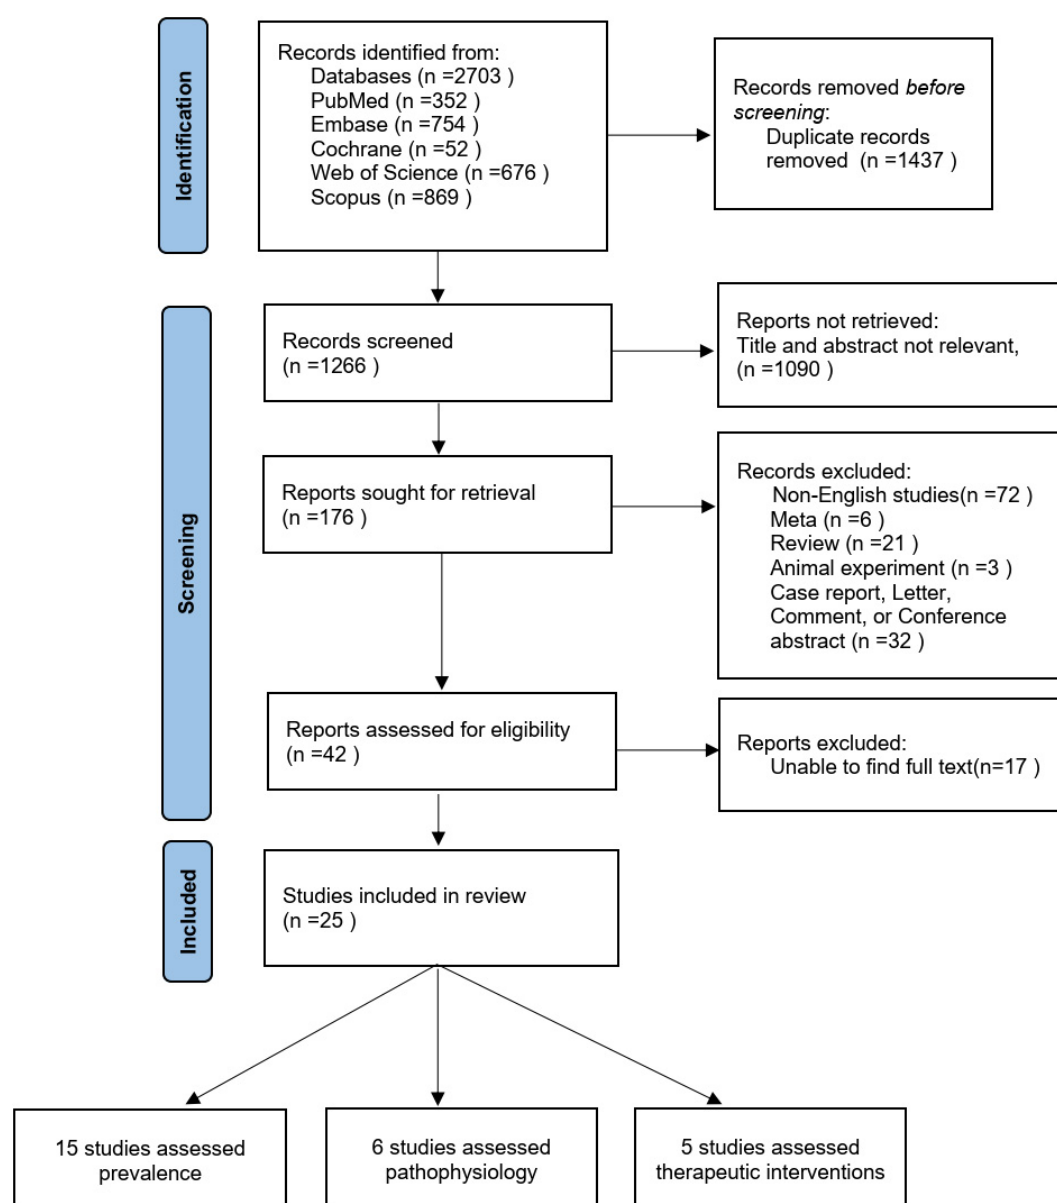 Identification
Records identified from:
Databases (n =2703 )
PubMed (n =352 )
Embase (n =754 )
Cochrane (n =52 )
Web of Science (n =676 )
Scopus (n =869 )
Records removed before
screening:
Duplicate records
removed  (n =1437 )
Screening
Records screened
(n =1266 )
Reports not retrieved:
Title and abstract not relevant,
(n =1090 )
Reports sought for retrieval
(n =176 )
Records excluded:
Non-English studies(n =72 )
Meta (n =6 )
Review (n =21 )
Animal experiment (n =3 )
Case report, Letter,
Comment, or Conference
abstract (n =32 )
Reports assessed for eligibility
(n =42 )
Reports excluded:
Unable to find full text(n=17 )
Included
Studies included in review
(n =25 )
15 studies assessed
prevalence
6 studies assessed
pathophysiology
5 studies assessed
therapeutic interventions